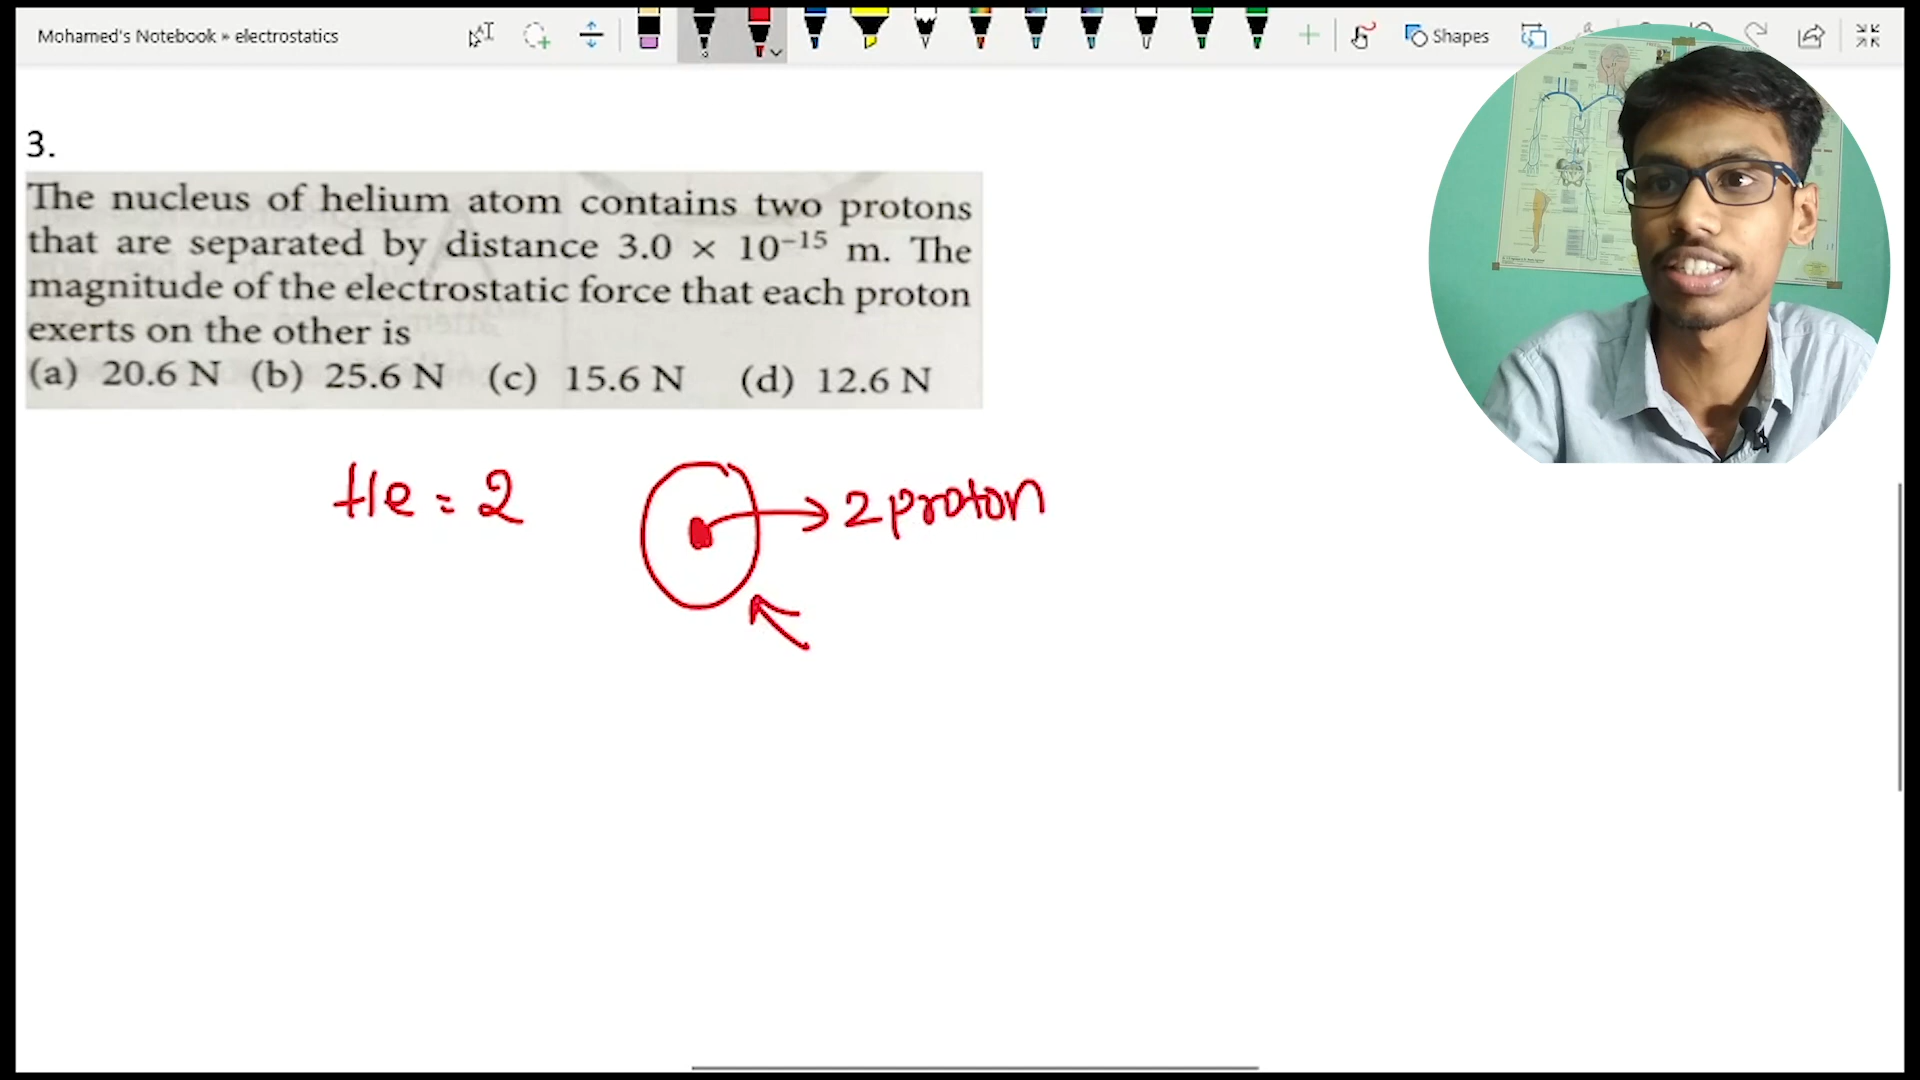 Mohamed's Notebook » electrostatics
Shapes
3.
The nucleus of helium atom contains two protons
that are separated by distance 3.0 × 10⁻¹⁵ m. The
magnitude of the electrostatic force that each proton
exerts on the other is
(a) 20.6 N (b) 25.6 N (c) 15.6 N (d) 12.6 N
He = 2
2 proton